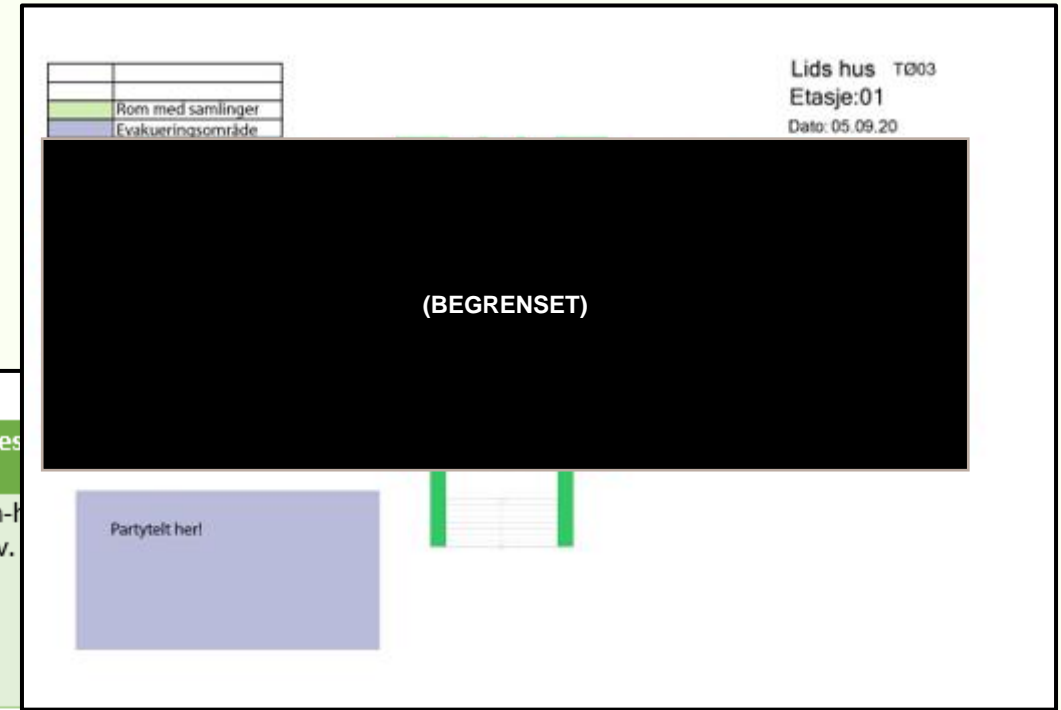 Lids hus TØ03
Etasje:01
Dato: 05.09.20
Rom med samlinger
Evakueringsområde
(BEGRENSET)
Partytelt her!